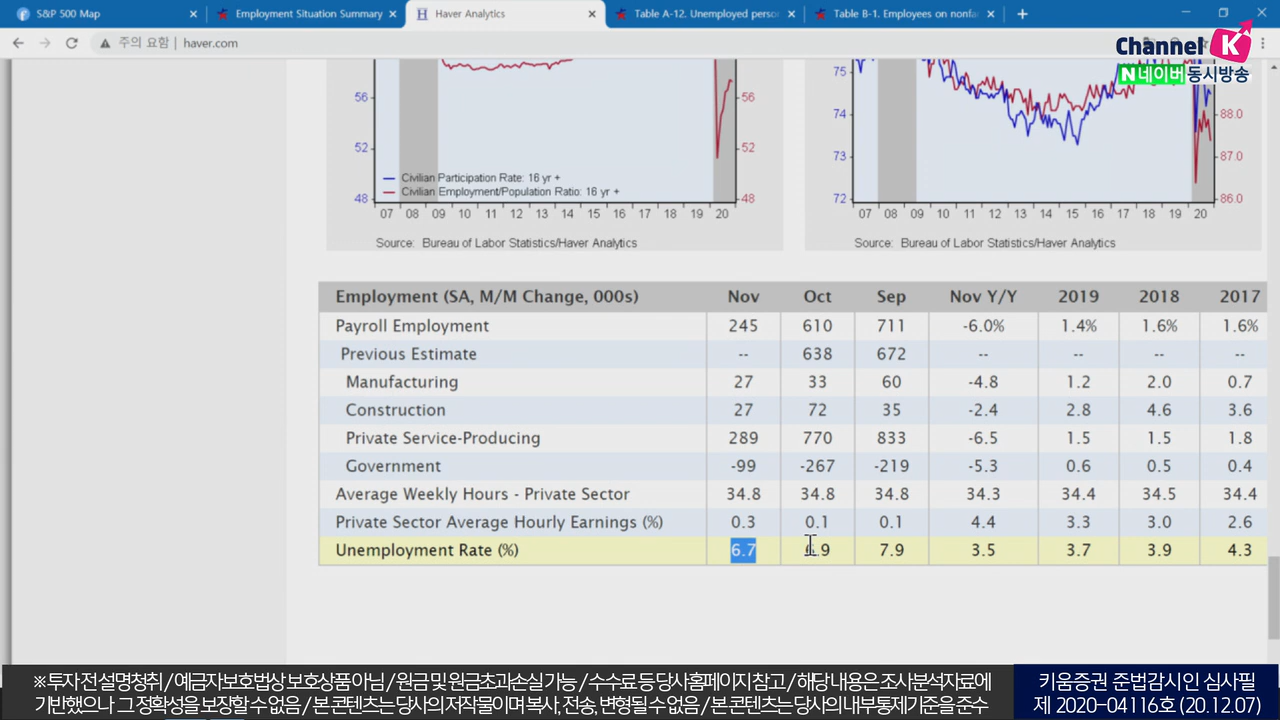 S&P 500 Map
Employment Situation Summary
Haver Analytics
Table A-12. Unemployed perso
Table B-1. Employees on nonfa
주의 요함 | haver.com
Channel K
N네이버 동시방송
56
52
48
56
52
48
Civilian Participation Rate: 16 yr +
Civilian Employment/Population Ratio: 16 yr +
07 08 09 10 11 12 13 14 15 16 17 18 19 20
Source: Bureau of Labor Statistics/Haver Analytics
75
74
73
72
88.0
87.0
86.0
07 08 09 10 11 12 13 14 15 16 17 18 19 20
Source: Bureau of Labor Statistics/Haver Analytics
Employment (SA, M/M Change, 000s) Nov Oct Sep Nov Y/Y 2019 2018 2017
Payroll Employment 245 610 711 -6.0% 1.4% 1.6% 1.6%
Previous Estimate -- 638 672 -- -- -- --
Manufacturing 27 33 60 -4.8 1.2 2.0 0.7
Construction 27 72 35 -2.4 2.8 4.6 3.6
Private Service-Producing 289 770 833 -6.5 1.5 1.5 1.8
Government -99 -267 -219 -5.3 0.6 0.5 0.4
Average Weekly Hours - Private Sector 34.8 34.8 34.8 34.3 34.4 34.5 34.4
Private Sector Average Hourly Earnings (%) 0.3 0.1 0.1 4.4 3.3 3.0 2.6
Unemployment Rate (%) 6.7 6.9 7.9 3.5 3.7 3.9 4.3
※ 투자 전 설명청취 / 예금자보호법상 보호상품 아님 / 원금 및 원금초과손실 가능 / 수수료 등 당사 홈페이지 참고 / 해당 내용은 조사분석자료에
기반했으나 그 정확성을 보장할 수 없음 / 본 콘텐츠는 당사의 저작물이며 복사, 전송, 변형될 수 없음 / 본 콘텐츠는 당사의 내부통제기준을 준수
키움증권 준법감시인 심사필
제 2020-04116호 (20.12.07)